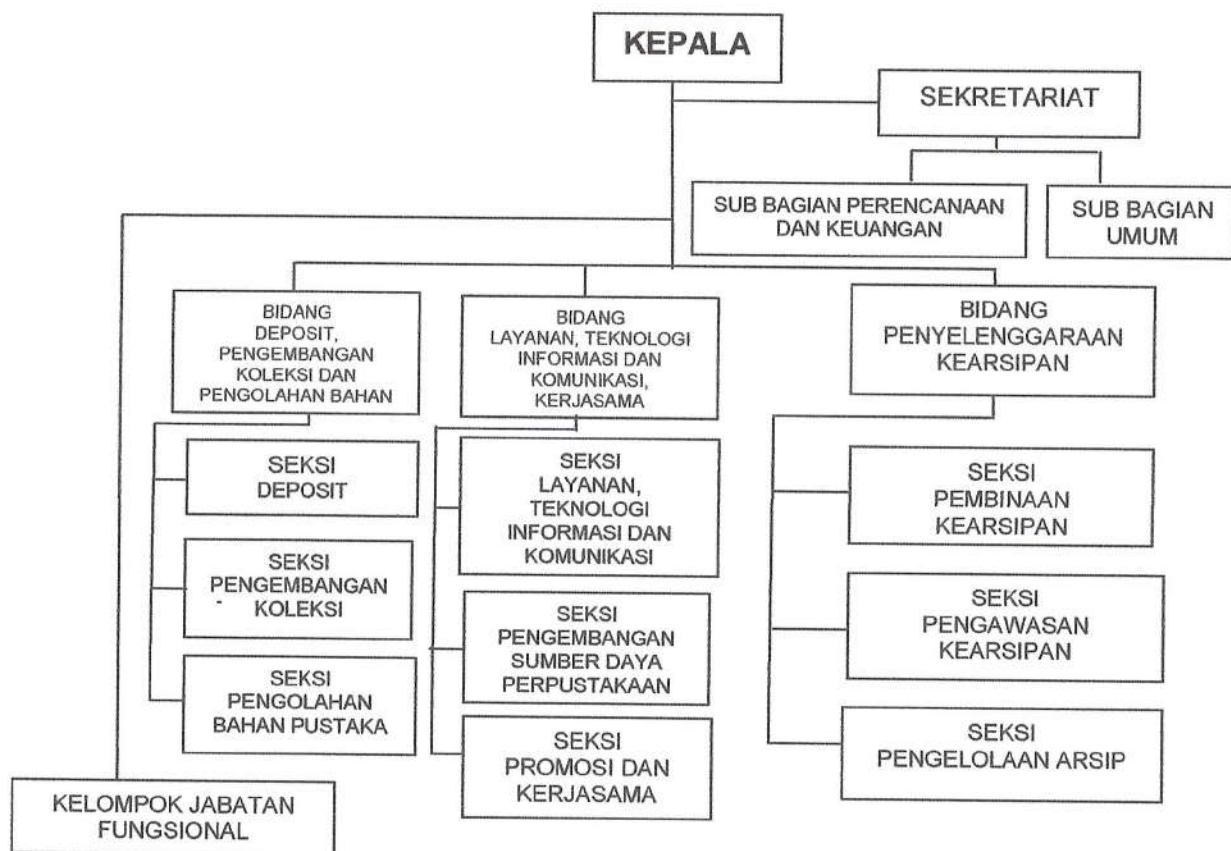 KEPALA
SEKRETARIAT
SUB BAGIAN PERENCANAAN
DAN KEUANGAN
SUB BAGIAN
UMUM
BIDANG
DEPOSIT,
PENGEMBANGAN
KOLEKSI DAN
PENGOLAHAN BAHAN
BIDANG
LAYANAN, TEKNOLOGI
INFORMASI DAN
KOMUNIKASI,
KERJASAMA
BIDANG
PENYELENGGARAAN
KEARSIPAN
SEKSI
DEPOSIT
SEKSI
PENGEMBANGAN
KOLEKSI
SEKSI
PENGOLAHAN
BAHAN PUSTAKA
SEKSI
LAYANAN,
TEKNOLOGI
INFORMASI DAN
KOMUNIKASI
SEKSI
PENGEMBANGAN
SUMBER DAYA
PERPUSTAKAAN
SEKSI
PROMOSI DAN
KERJASAMA
SEKSI
PEMBINAAN
KEARSIPAN
SEKSI
PENGAWASAN
KEARSIPAN
SEKSI
PENGELOLAAN ARSIP
KELOMPOK JABATAN
FUNGSIONAL